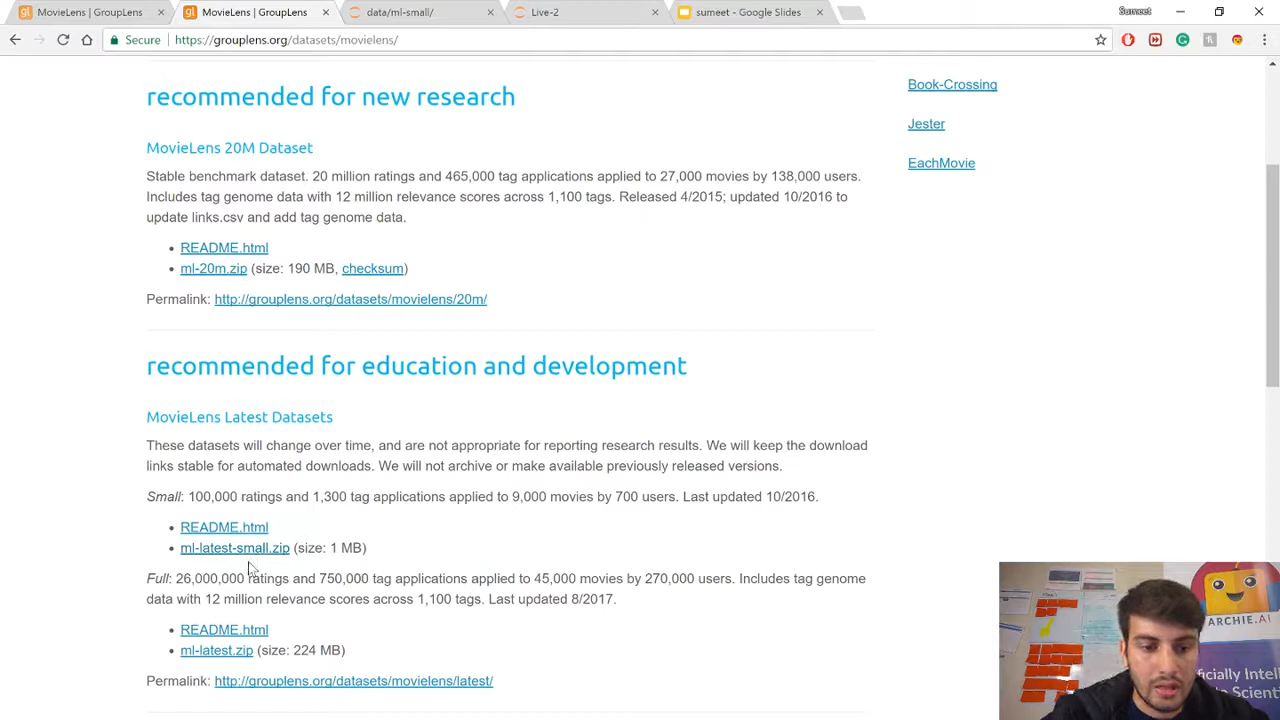 MovieLens | GroupLens
MovieLens | GroupLens
data/ml-small/
Live-2
sumeet - Google Slides
Sumeet
Secure
https://grouplens.org/datasets/movielens/
recommended for new research
MovieLens 20M Dataset
Stable benchmark dataset. 20 million ratings and 465,000 tag applications applied to 27,000 movies by 138,000 users.
Includes tag genome data with 12 million relevance scores across 1,100 tags. Released 4/2015; updated 10/2016 to
update links.csv and add tag genome data.
• README.html
• ml-20m.zip (size: 190 MB, checksum)
Permalink: http://grouplens.org/datasets/movielens/20m/
recommended for education and development
MovieLens Latest Datasets
These datasets will change over time, and are not appropriate for reporting research results. We will keep the download
links stable for automated downloads. We will not archive or make available previously released versions.
Small: 100,000 ratings and 1,300 tag applications applied to 9,000 movies by 700 users. Last updated 10/2016.
• README.html
• ml-latest-small.zip (size: 1 MB)
Full: 26,000,000 ratings and 750,000 tag applications applied to 45,000 movies by 270,000 users. Includes tag genome
data with 12 million relevance scores across 1,100 tags. Last updated 8/2017.
• README.html
• ml-latest.zip (size: 224 MB)
Permalink: http://grouplens.org/datasets/movielens/latest/
Book-Crossing
Jester
EachMovie
ARCHIE.AI